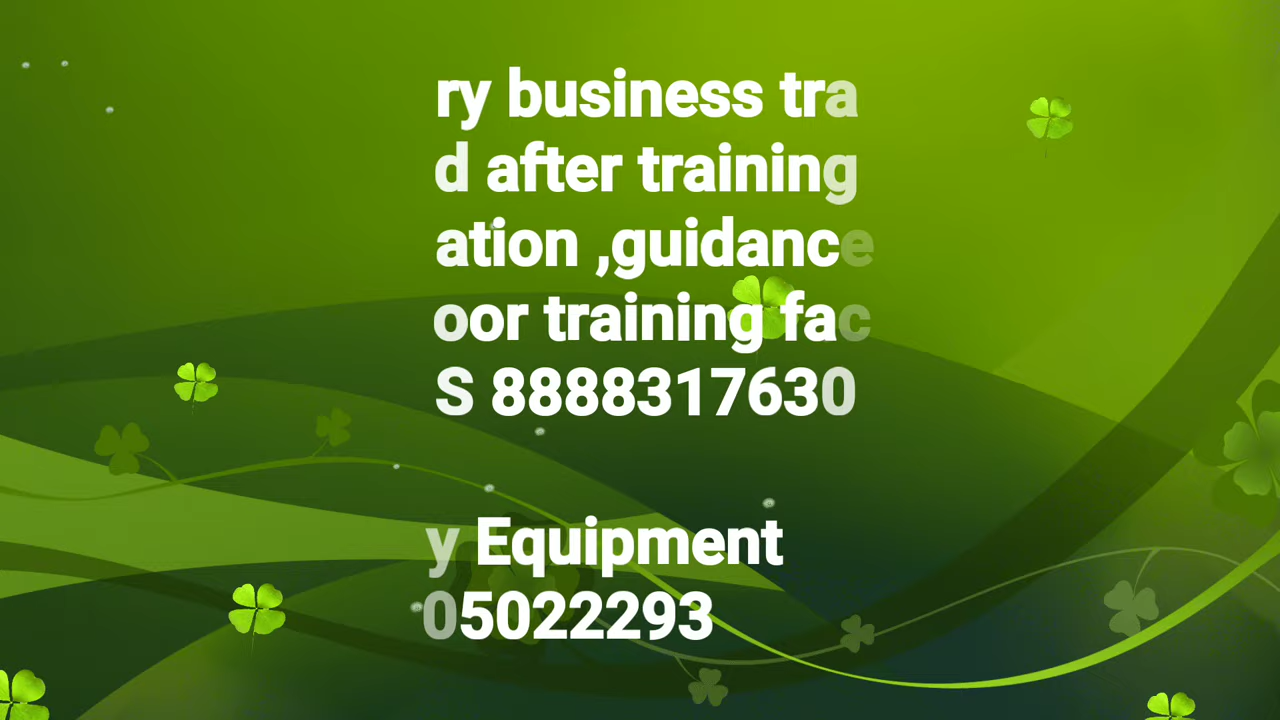 ry business tra
d after training
ation ,guidance
oor training fac
S 8888317630
y Equipment
05022293